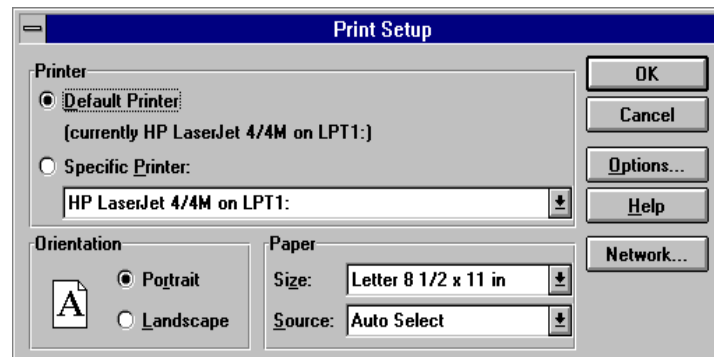 Print Setup
Printer
Default Printer
(currently HP LaserJet 4/4M on LPT1:)
Specific Printer:
HP LaserJet 4/4M on LPT1:
Orientation
A
Portrait
Landscape
Paper
Size: Letter 8 1/2 x 11 in
Source: Auto Select
OK
Cancel
Options...
Help
Network...